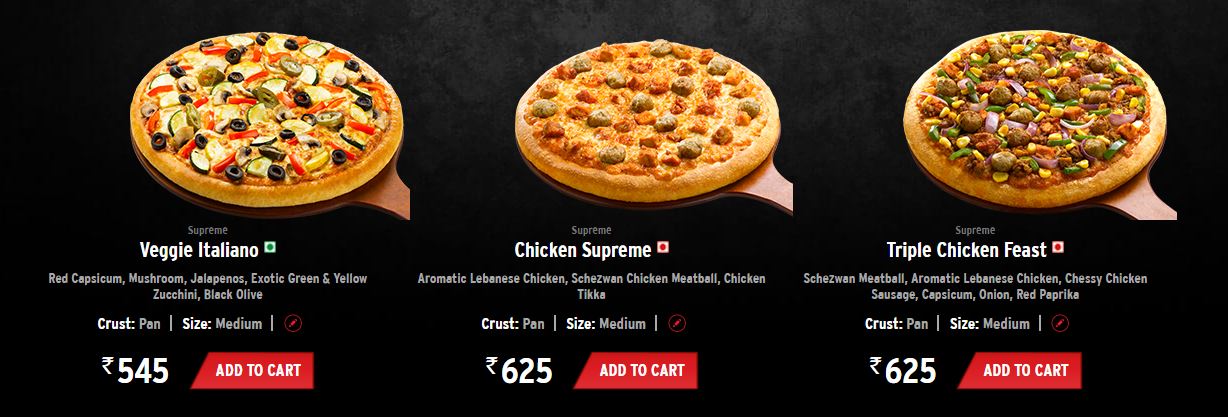 Supreme
Veggie Italiano
Red Capsicum, Mushroom, Jalapenos, Exotic Green & Yellow
Zucchini, Black Olive
Crust: Pan | Size: Medium |
₹545 ADD TO CART
Supreme
Chicken Supreme
Aromatic Lebanese Chicken, Schezwan Chicken Meatball, Chicken
Tikka
Crust: Pan | Size: Medium |
₹625 ADD TO CART
Supreme
Triple Chicken Feast
Schezwan Meatball, Aromatic Lebanese Chicken, Chessy Chicken
Sausage, Capsicum, Onion, Red Paprika
Crust: Pan | Size: Medium |
₹625 ADD TO CART